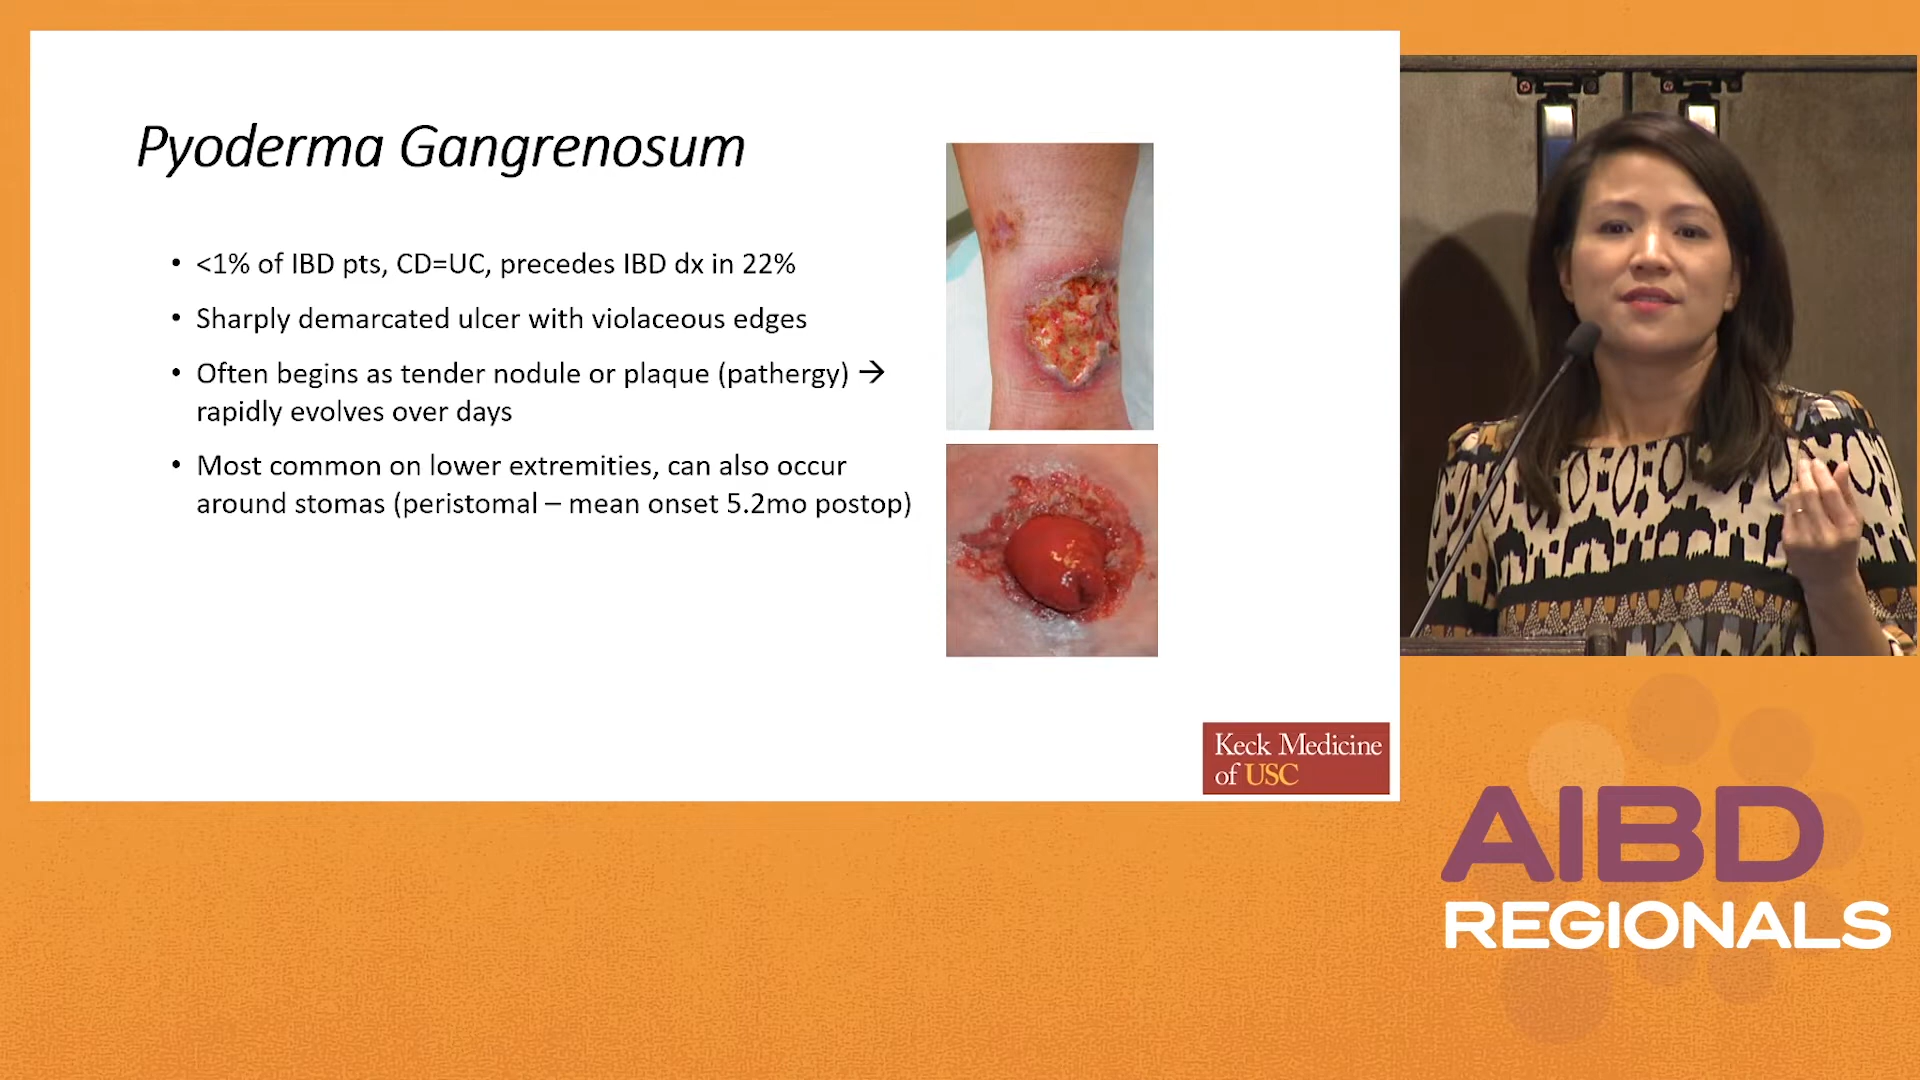 Pyoderma Gangrenosum
• <1% of IBD pts, CD=UC, precedes IBD dx in 22%
• Sharply demarcated ulcer with violaceous edges
• Often begins as tender nodule or plaque (pathergy) →
rapidly evolves over days
• Most common on lower extremities, can also occur
around stomas (peristomal – mean onset 5.2mo postop)
Keck Medicine
of USC
AIBD
REGIONALS